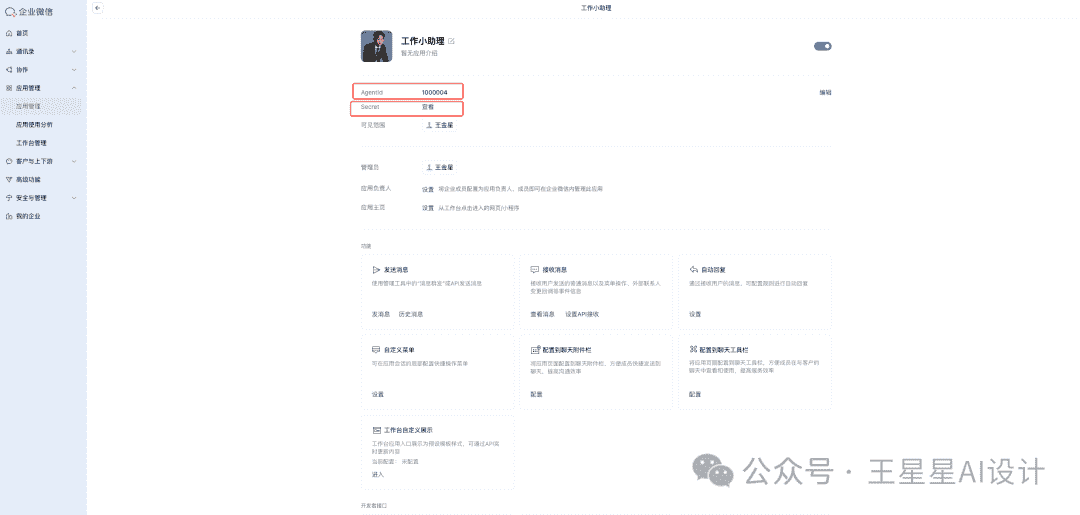 企业微信
工作小助理
首页
通讯录
协作
应用管理
应用管理
应用使用分析
工作台管理
客户与上下游
高级功能
安全与管理
我的企业
工作小助理
暂无应用介绍
AgentId 1000004 编辑
Secret 查看
可见范围 王金星
管理员 王金星
应用负责人 设置 将企业成员配置为应用负责人，成员即可在企业微信内管理此应用
应用主页 设置 从工作台点击进入的网页/小程序
功能
发送消息
使用管理工具中的“消息群发”或API发送消息
发消息 历史消息
接收消息
接收用户发送的普通消息以及菜单操作、外部联系人
变更回调等事件信息
查看消息 设置API接收
自动回复
通过接收用户的消息，可配置规则进行自动回复
设置
自定义菜单
可在应用会话的底部配置快捷操作菜单
设置
配置到聊天附件栏
将应用页面配置到聊天附件栏，方便成员快捷发送到
聊天，提高沟通效率
配置
配置到聊天工具栏
将应用页面配置到聊天工具栏，方便成员在与客户的
聊天中查看和使用，提高服务效率
配置
工作台自定义展示
工作台应用入口展示为预设模板样式，可通过API实
时更新内容
当前配置： 未配置
进入
开发者接口
公众号 · 王星星AI设计